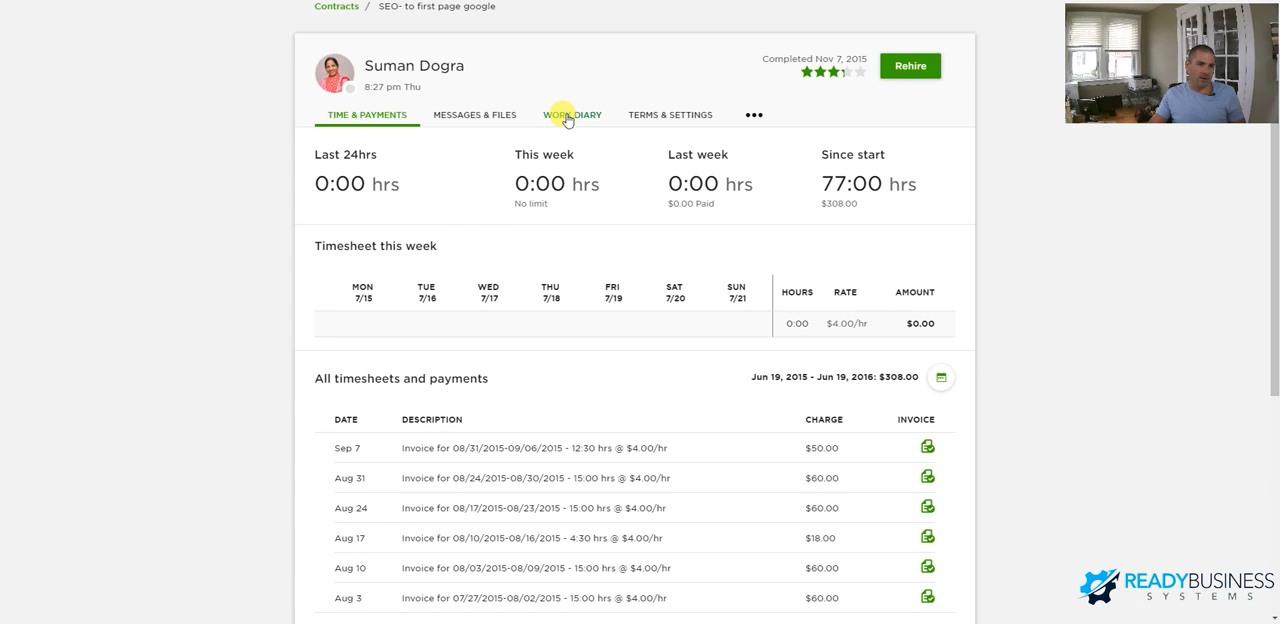 Contracts / SEO- to first page google
Suman Dogra
8:27 pm Thu
Completed Nov 7, 2015
Rehire
TIME & PAYMENTS MESSAGES & FILES WORK DIARY TERMS & SETTINGS •••
Last 24hrs This week Last week Since start
0:00 hrs 0:00 hrs 0:00 hrs 77:00 hrs
No limit $0.00 Paid $308.00
Timesheet this week
MON TUE WED THU FRI SAT SUN
7/15 7/16 7/17 7/18 7/19 7/20 7/21
HOURS RATE AMOUNT
0:00 $4.00/hr $0.00
All timesheets and payments Jun 19, 2015 - Jun 19, 2016: $308.00
DATE DESCRIPTION CHARGE INVOICE
Sep 7 Invoice for 08/31/2015-09/06/2015 - 12:30 hrs @ $4.00/hr $50.00
Aug 31 Invoice for 08/24/2015-08/30/2015 - 15:00 hrs @ $4.00/hr $60.00
Aug 24 Invoice for 08/17/2015-08/23/2015 - 15:00 hrs @ $4.00/hr $60.00
Aug 17 Invoice for 08/10/2015-08/16/2015 - 4:30 hrs @ $4.00/hr $18.00
Aug 10 Invoice for 08/03/2015-08/09/2015 - 15:00 hrs @ $4.00/hr $60.00
Aug 3 Invoice for 07/27/2015-08/02/2015 - 15:00 hrs @ $4.00/hr $60.00
READYBUSINESS
SYSTEMS